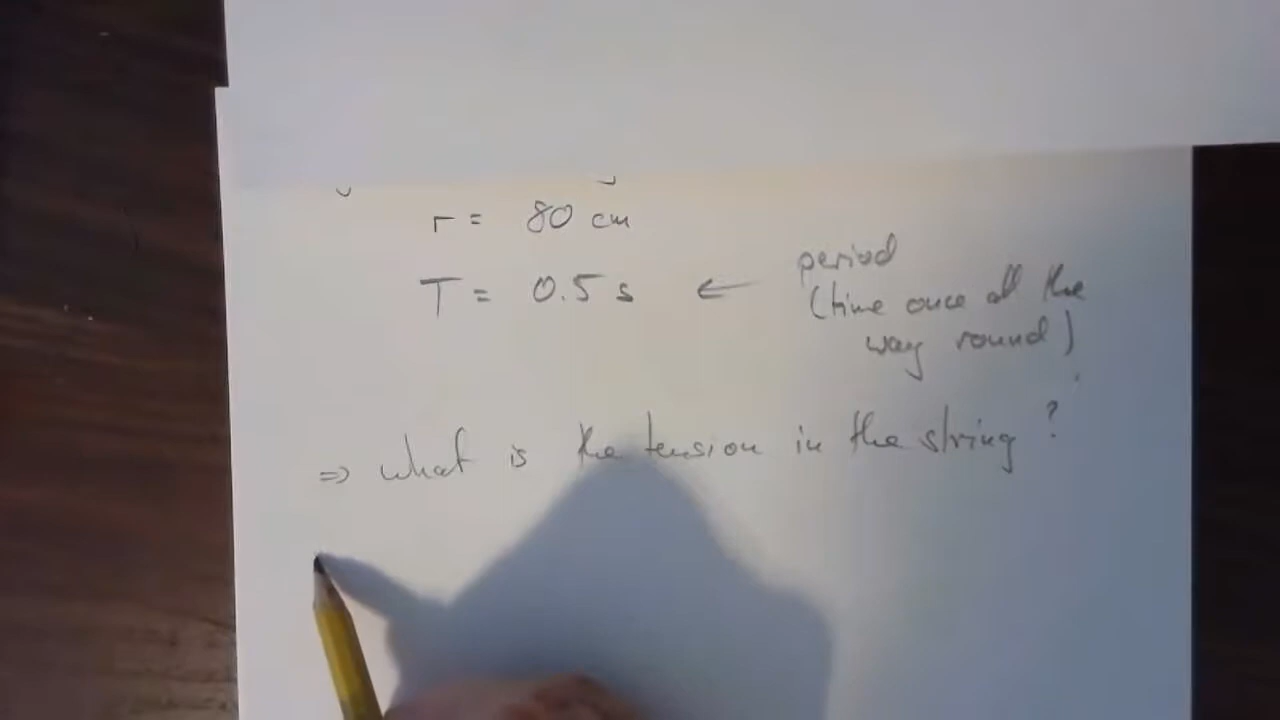 r = 80 cm
T = 0.5 s ← period
(time once all the
way round)
⇒ what is the tension in the string ?